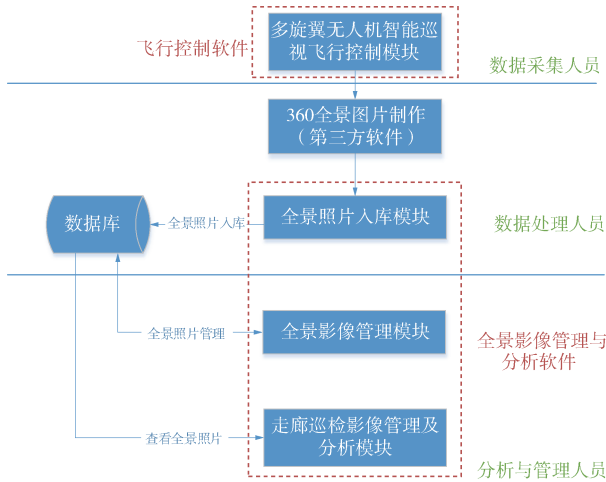 多旋翼无人机智能巡
视飞行控制模块
飞行控制软件
数据采集人员
360全景图片制作
（第三方软件）
数据库
全景照片入库
全景照片入库模块
数据处理人员
全景照片管理
全景影像管理模块
全景影像管理与
分析软件
走廊巡检影像管理及
分析模块
查看全景照片
分析与管理人员